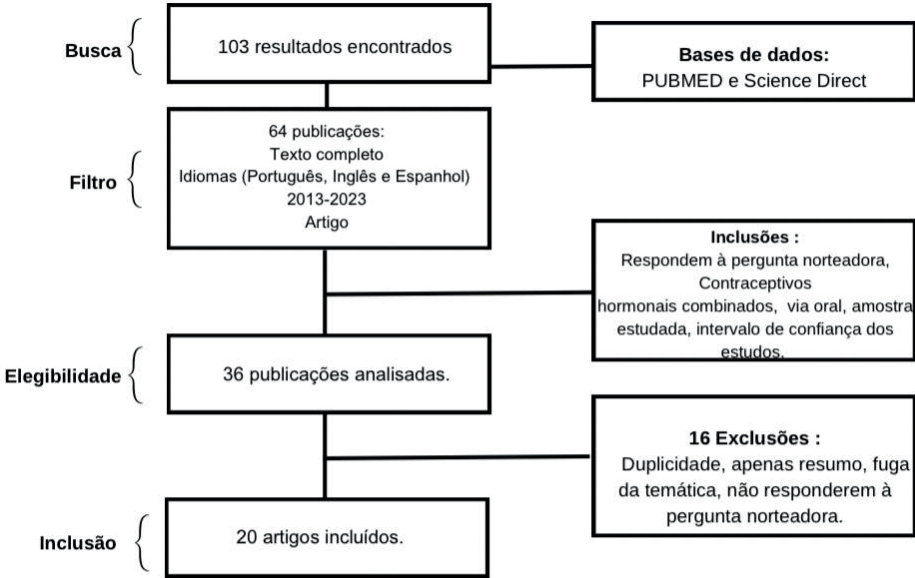 Busca
103 resultados encontrados
Bases de dados:
PUBMED e Science Direct
Filtro
64 publicações:
Texto completo
Idiomas (Português, Inglês e Espanhol)
2013-2023
Artigo
Inclusões :
Respondem à pergunta norteadora,
Contraceptivos
hormonais combinados, via oral, amostra
estudada, intervalo de confiança dos
estudos.
Elegibilidade
36 publicações analisadas.
16 Exclusões :
Duplicidade, apenas resumo, fuga
da temática, não responderem à
pergunta norteadora.
Inclusão
20 artigos incluídos.